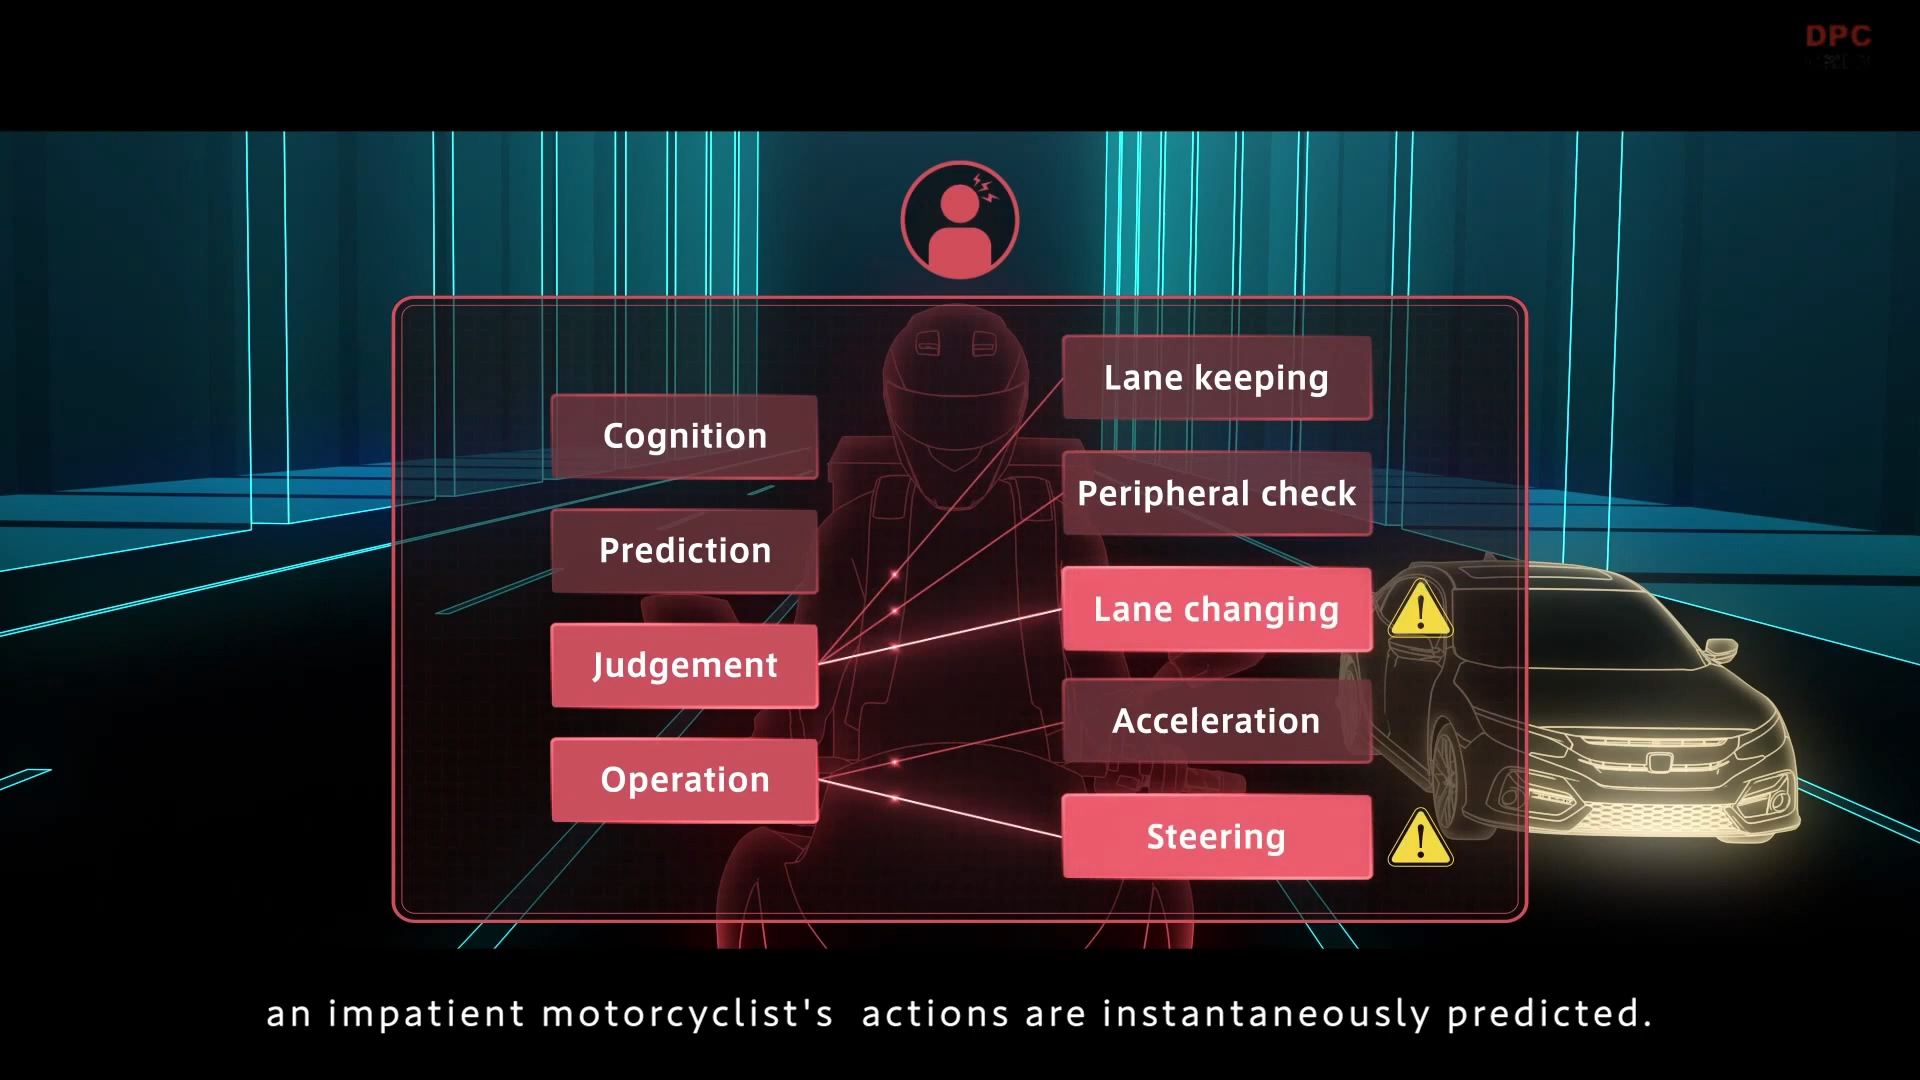 DPC
Cognition
Prediction
Judgement
Operation
Lane keeping
Peripheral check
Lane changing
Acceleration
Steering
an impatient motorcyclist's actions are instantaneously predicted.